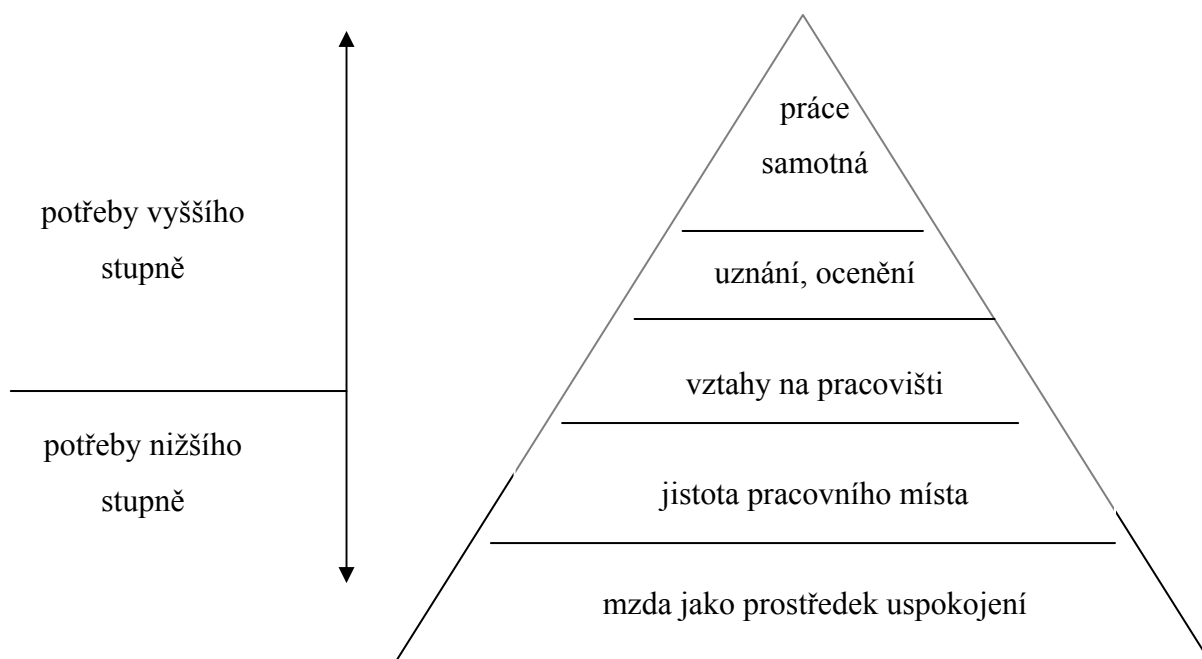 práce
samotná
potřeby vyššího
stupně
uznání, ocenění
vztahy na pracovišti
potřeby nižšího
stupně
jistota pracovního místa
mzda jako prostředek uspokojení